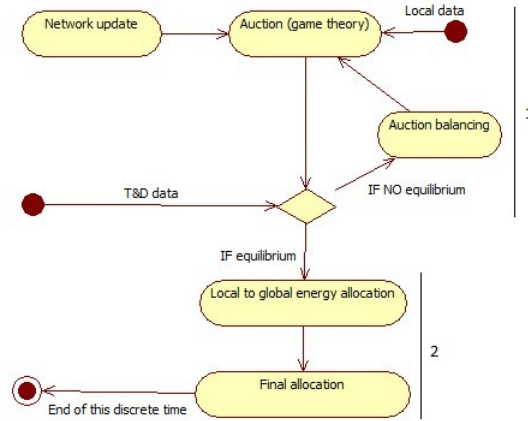 Network update
Auction (game theory)
Local data
Auction balancing
T&D data
IF NO equilibrium
IF equilibrium
Local to global energy allocation
2
Final allocation
End of this discrete time